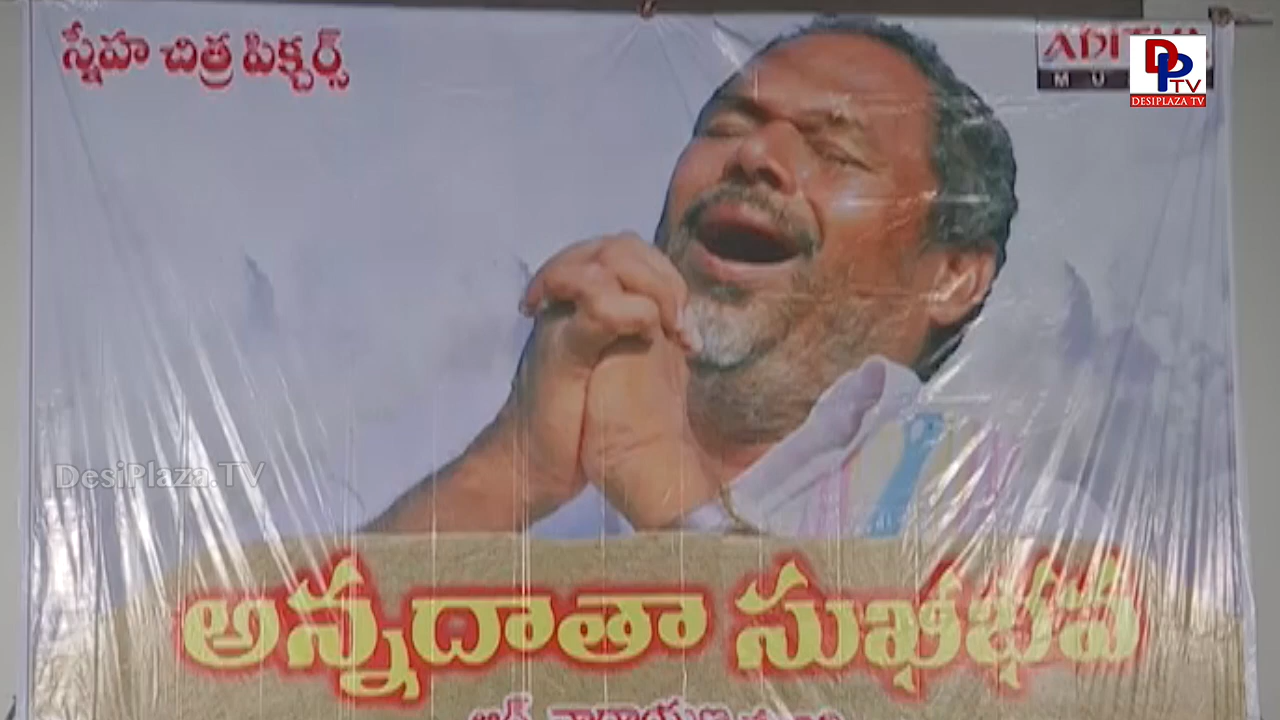 స్నేహ చిత్ర పిక్చర్స్
ADITYA
DP
TV
DESIPLAZA TV
DesiPlaza.TV
అన్నదాతా సుఖీభవ